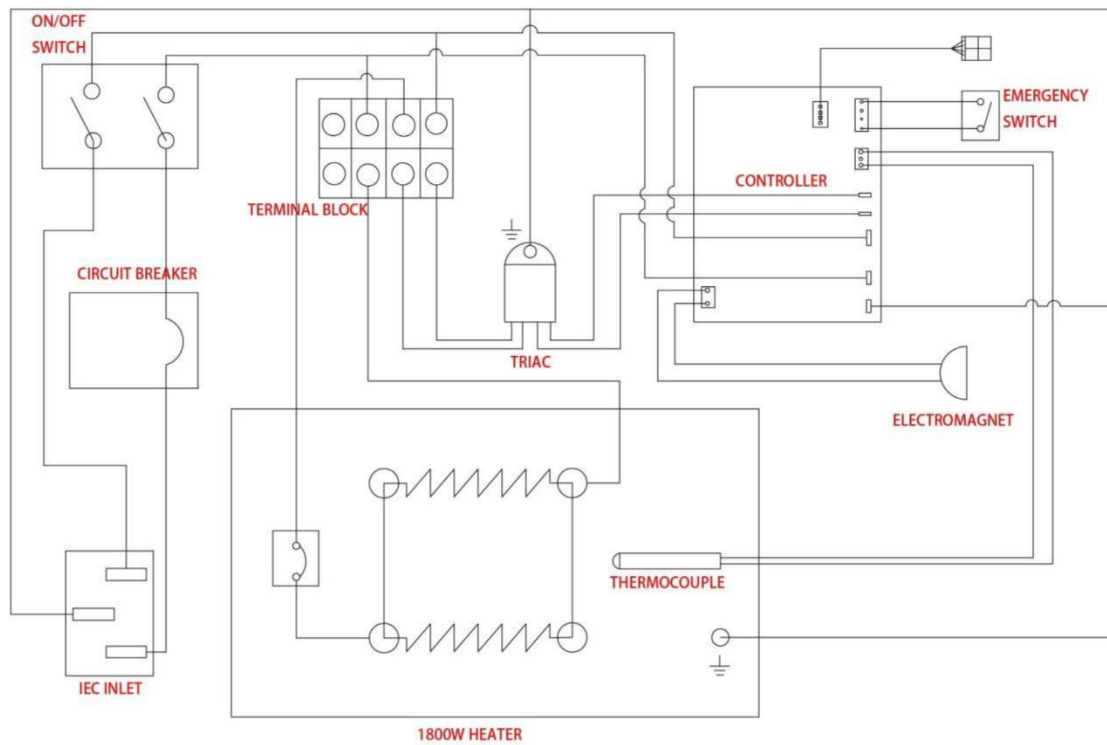 ON/OFF
SWITCH
EMERGENCY
SWITCH
CONTROLLER
TERMINAL BLOCK
CIRCUIT BREAKER
TRIAC
ELECTROMAGNET
THERMOCOUPLE
IEC INLET
1800W HEATER